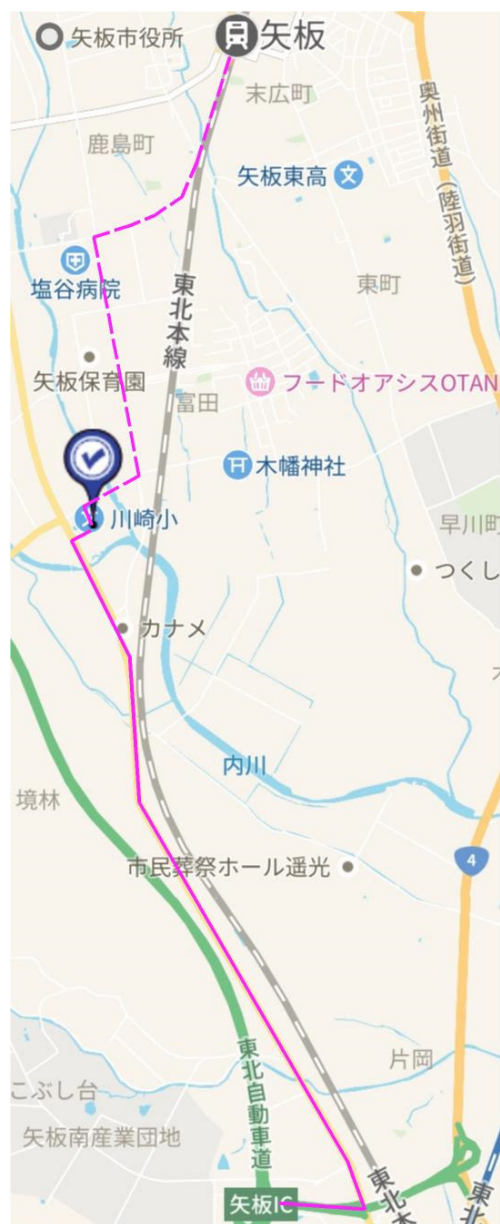 矢板市役所
矢板
末広町
鹿島町
矢板東高
奥州街道（陸羽街道）
塩谷病院
東町
東北本線
矢板保育園
フードオアシスOTAN
富田
木幡神社
川崎小
早川町
つくし
カナメ
内川
境林
市民葬祭ホール遥光
4
片岡
東北自動車道
こぶし台
矢板南産業団地
矢板IC
東北本
東北